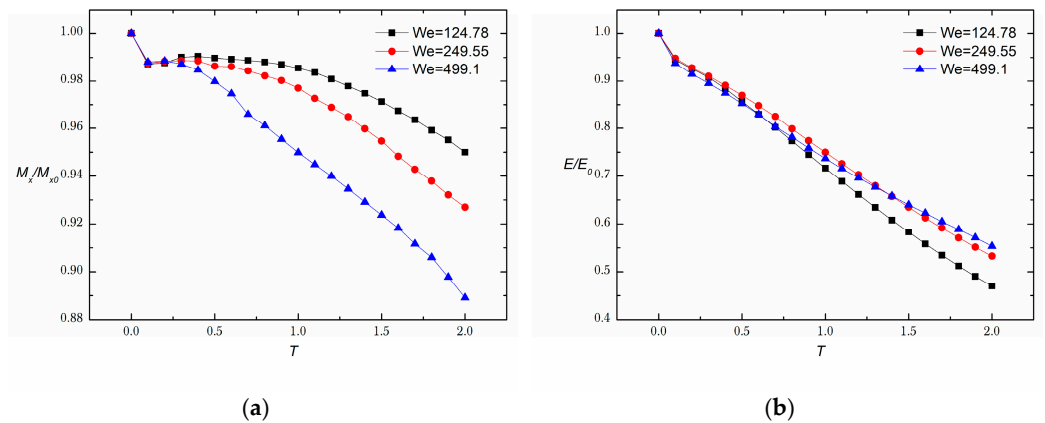 1.00
0.98
0.96
0.94
0.92
0.90
0.88
Mx/Mx0
We=124.78
We=249.55
We=499.1
0.0 0.5 1.0 1.5 2.0
T
(a)
1.0
0.9
0.8
0.7
0.6
0.5
0.4
E/E0
We=124.78
We=249.55
We=499.1
0.0 0.5 1.0 1.5 2.0
T
(b)